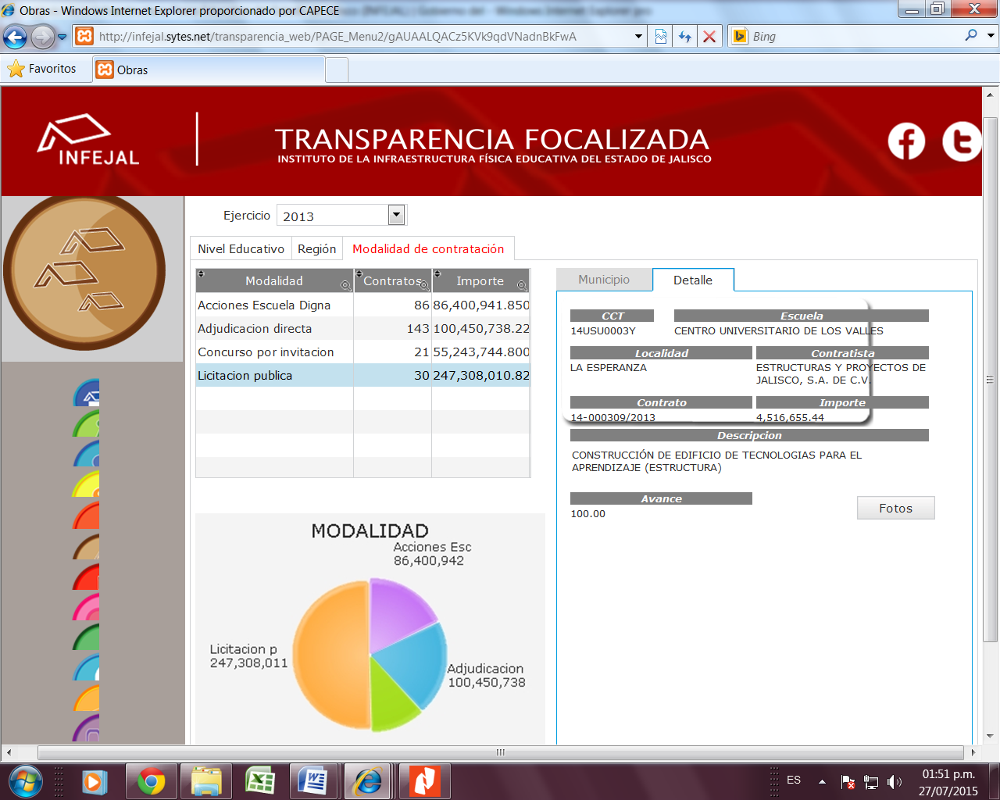 Obras - Windows Internet Explorer proporcionado por CAPECE
http://infejal.sytes.net/transparencia_web/PAGE_Menu2/gAUAALQACz5KVk9qdVNadnBkFwA
Bing
Favoritos
Obras
INFEJAL
TRANSPARENCIA FOCALIZADA
INSTITUTO DE LA INFRAESTRUCTURA FÍSICA EDUCATIVA DEL ESTADO DE JALISCO
Ejercicio 2013
Nivel Educativo Región Modalidad de contratación
Modalidad Contratos Importe
Acciones Escuela Digna 86 86,400,941.850
Adjudicacion directa 143 100,450,738.22
Concurso por invitacion 21 55,243,744.800
Licitacion publica 30 247,308,010.82
MODALIDAD
Acciones Esc
86,400,942
Licitacion p
247,308,011
Adjudicacion
100,450,738
Municipio Detalle
CCT Escuela
14USU0003Y CENTRO UNIVERSITARIO DE LOS VALLES
Localidad Contratista
LA ESPERANZA ESTRUCTURAS Y PROYECTOS DE
JALISCO, S.A. DE C.V.
Contrato Importe
14-000309/2013 4,516,655.44
Descripcion
CONSTRUCCIÓN DE EDIFICIO DE TECNOLOGIAS PARA EL
APRENDIZAJE (ESTRUCTURA)
Avance
100.00
Fotos
ES
01:51 p.m.
27/07/2015